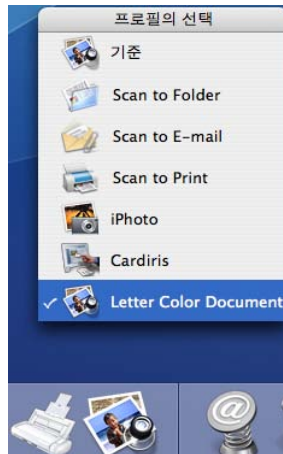 프로필의 선택
기준
Scan to Folder
Scan to E-mail
Scan to Print
iPhoto
Cardiris
✓ Letter Color Document
@